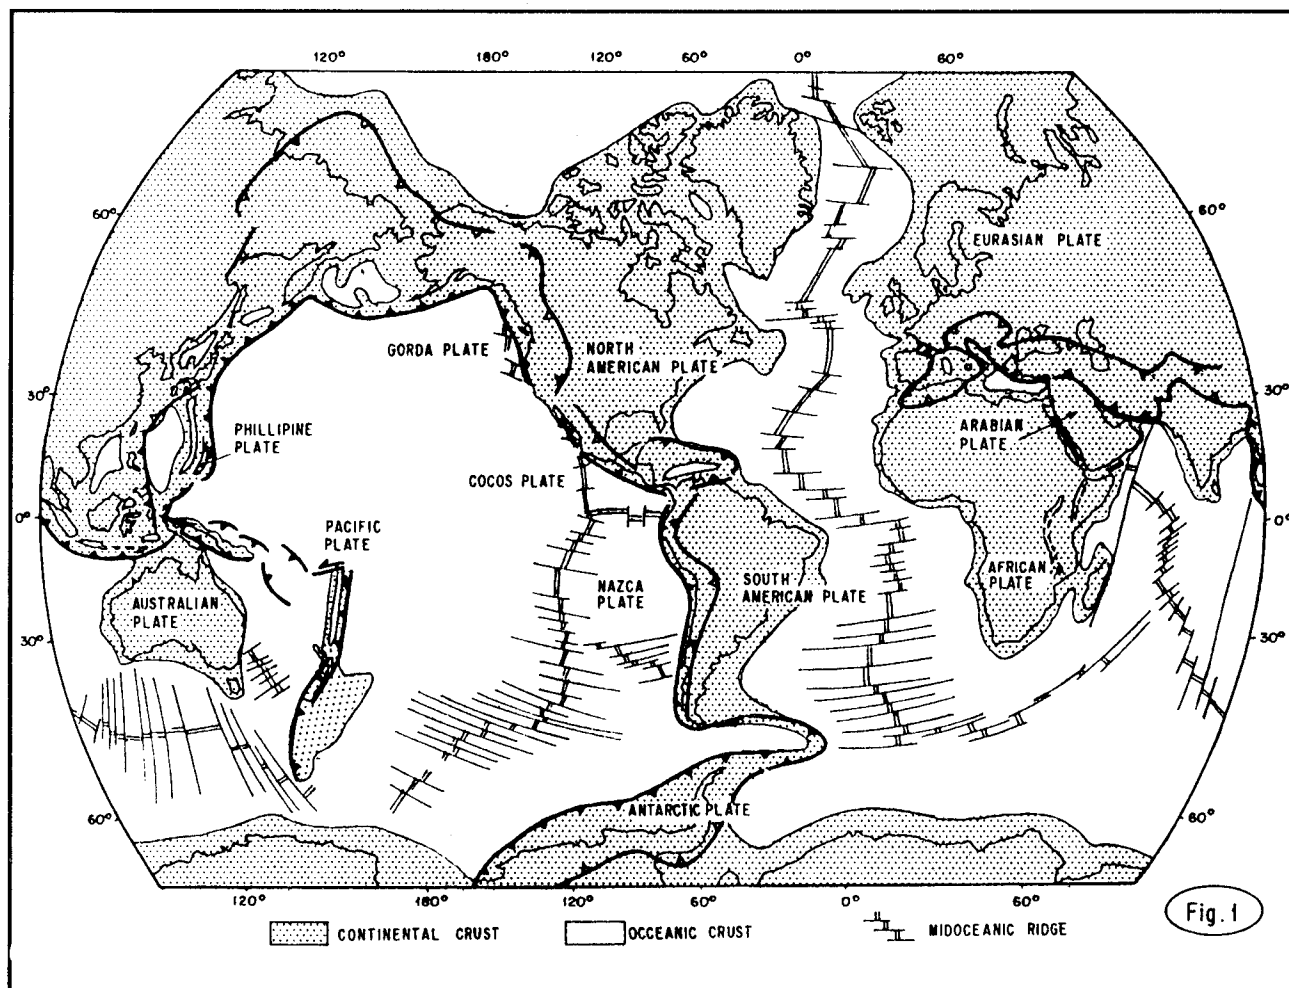 120° 180° 120° 60° 0° 60°
60° 60°
EURASIAN PLATE
GORDA PLATE
NORTH
AMERICAN PLATE
30° 30°
PHILLIPINE
PLATE
ARABIAN
PLATE
COCOS PLATE
0° 0°
PACIFIC
PLATE
AUSTRALIAN
PLATE
NAZCA
PLATE
SOUTH
AMERICAN PLATE
AFRICAN
PLATE
30° 30°
ANTARCTIC PLATE
60° 60°
120° 180° 120° 60° 0° 60°
Fig.1
CONTINENTAL CRUST
OCCEANIC CRUST
MIDOCEANIC RIDGE